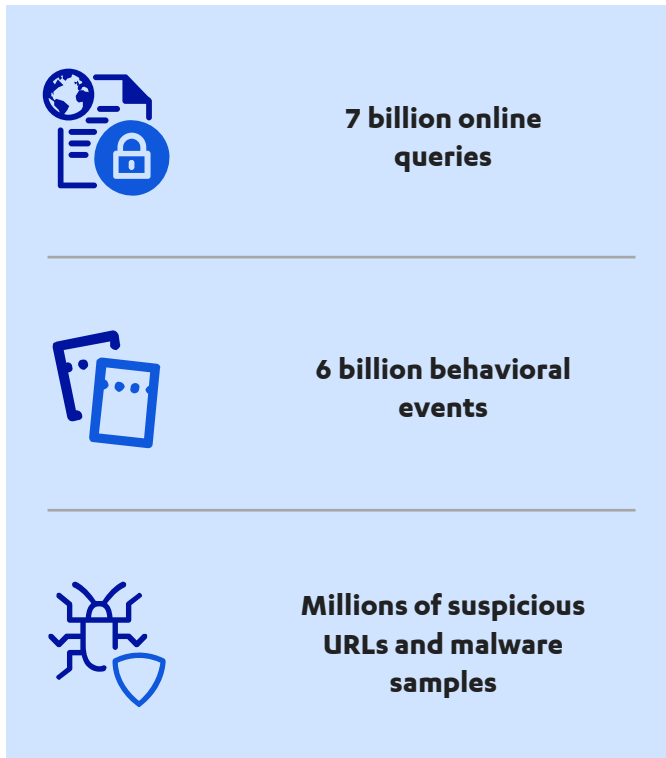 7 billion online
queries
6 billion behavioral
events
Millions of suspicious
URLs and malware
samples